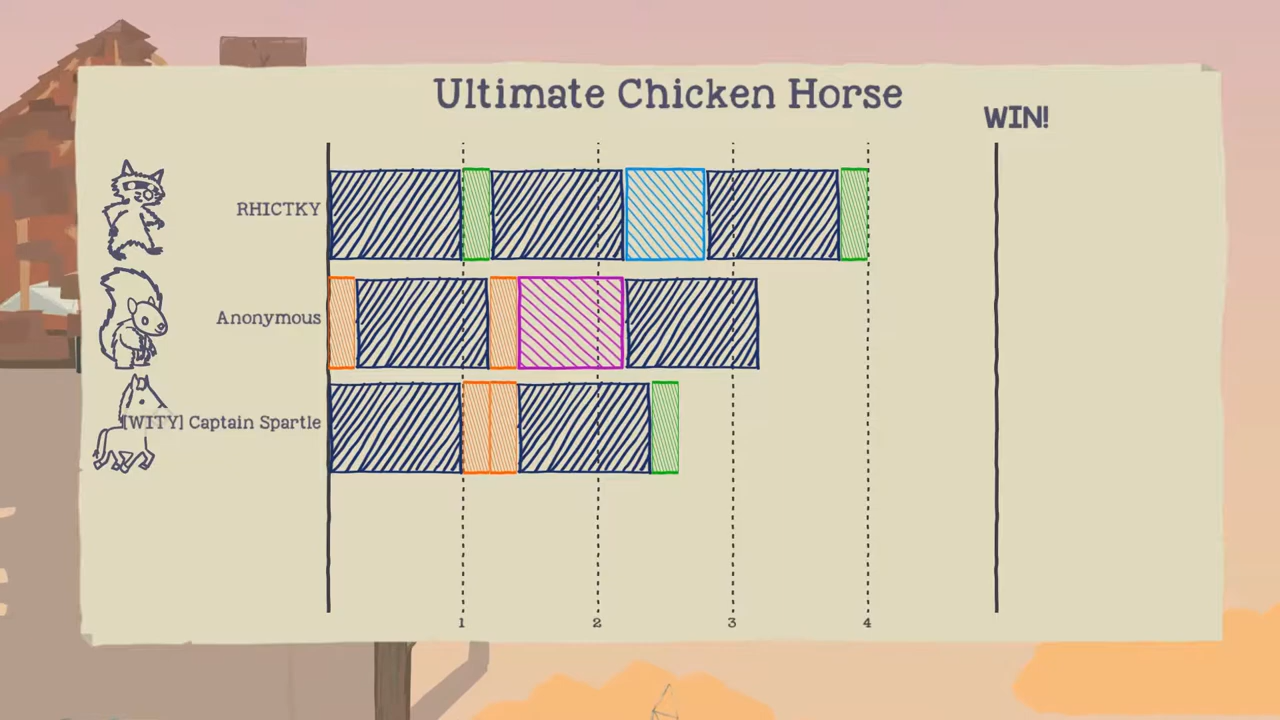 Ultimate Chicken Horse
WIN!
RHICTKY
Anonymous
[WITY] Captain Spartle
1 2 3 4